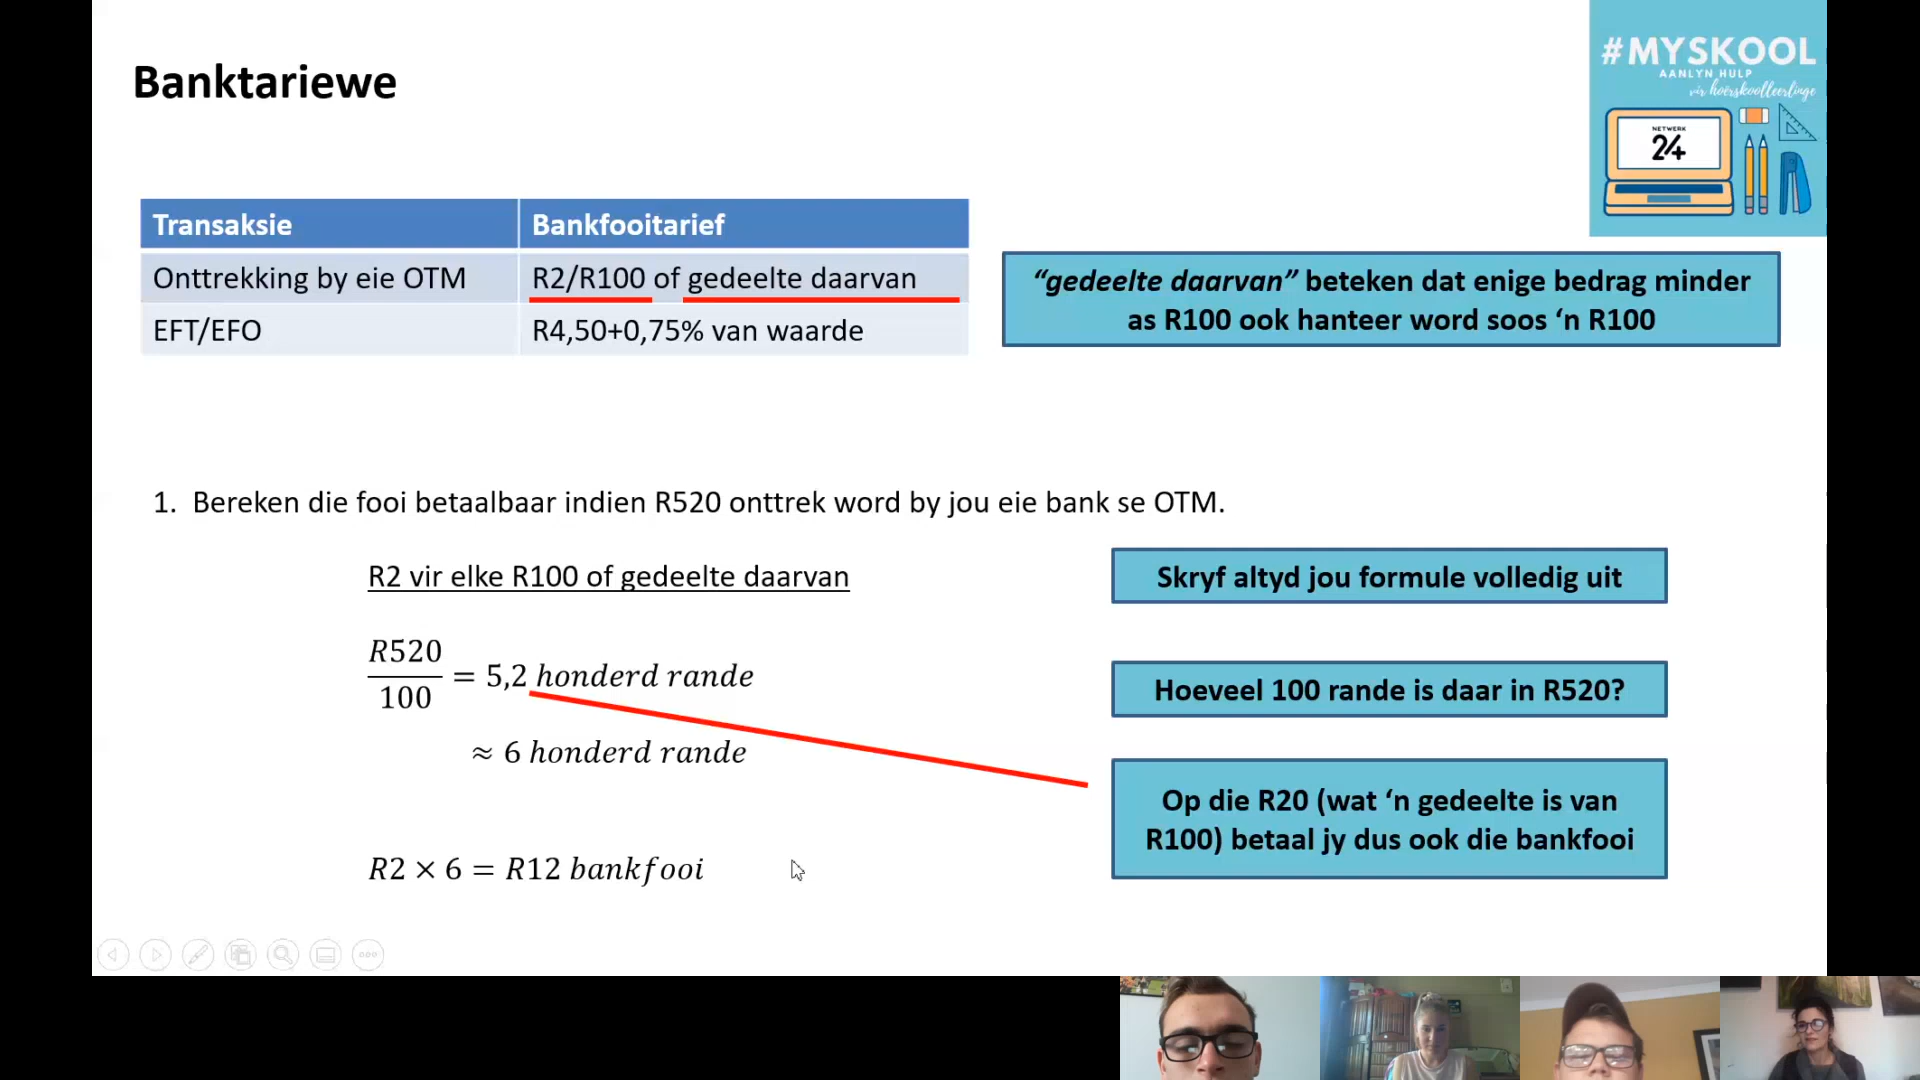 Banktariewe
#MYSKOOL
AANLYN HULP
vir hoërskoolleerlinge
NETWERK
24
Transaksie Bankfooitarief
Onttrekking by eie OTM R2/R100 of gedeelte daarvan
EFT/EFO R4,50+0,75% van waarde
“gedeelte daarvan” beteken dat enige bedrag minder
as R100 ook hanteer word soos ‘n R100
1. Bereken die fooi betaalbaar indien R520 onttrek word by jou eie bank se OTM.
R2 vir elke R100 of gedeelte daarvan
Skryf altyd jou formule volledig uit
R520
100
= 5,2 honderd rande
Hoeveel 100 rande is daar in R520?
≈ 6 honderd rande
Op die R20 (wat ‘n gedeelte is van
R100) betaal jy dus ook die bankfooi
R2 × 6 = R12 bankfooi